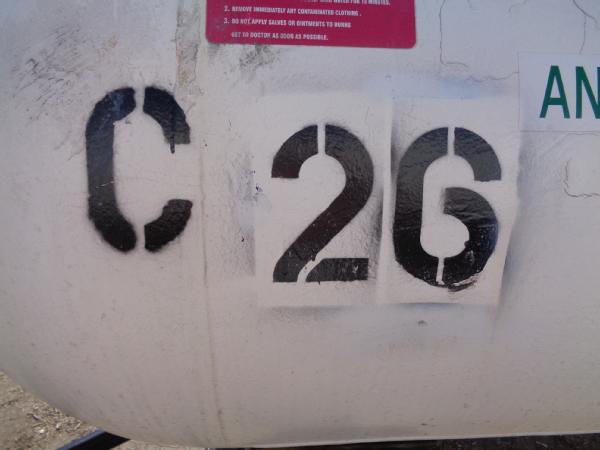 2. REMOVE IMMEDIATELY ANY CONTAMINATED CLOTHING.
3. DO NOT APPLY SALVES OR OINTMENTS TO BURNS
GET TO DOCTOR AS SOON AS POSSIBLE.
AN
C 26